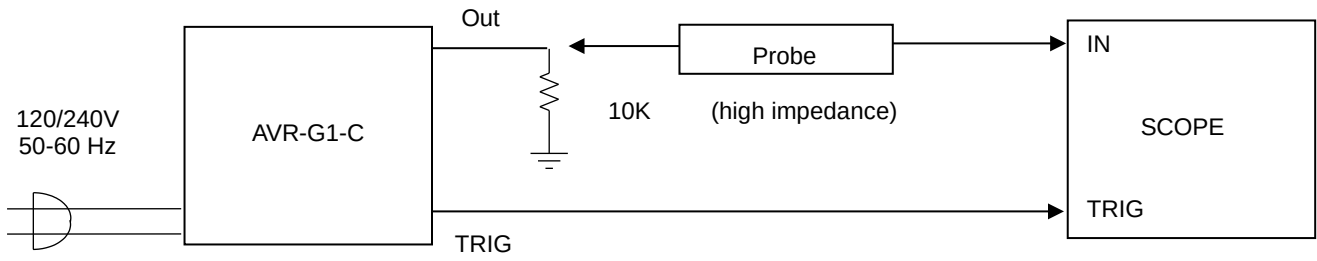 Out
Probe
IN
120/240V
50-60 Hz
AVR-G1-C
10K
(high impedance)
SCOPE
TRIG
TRIG